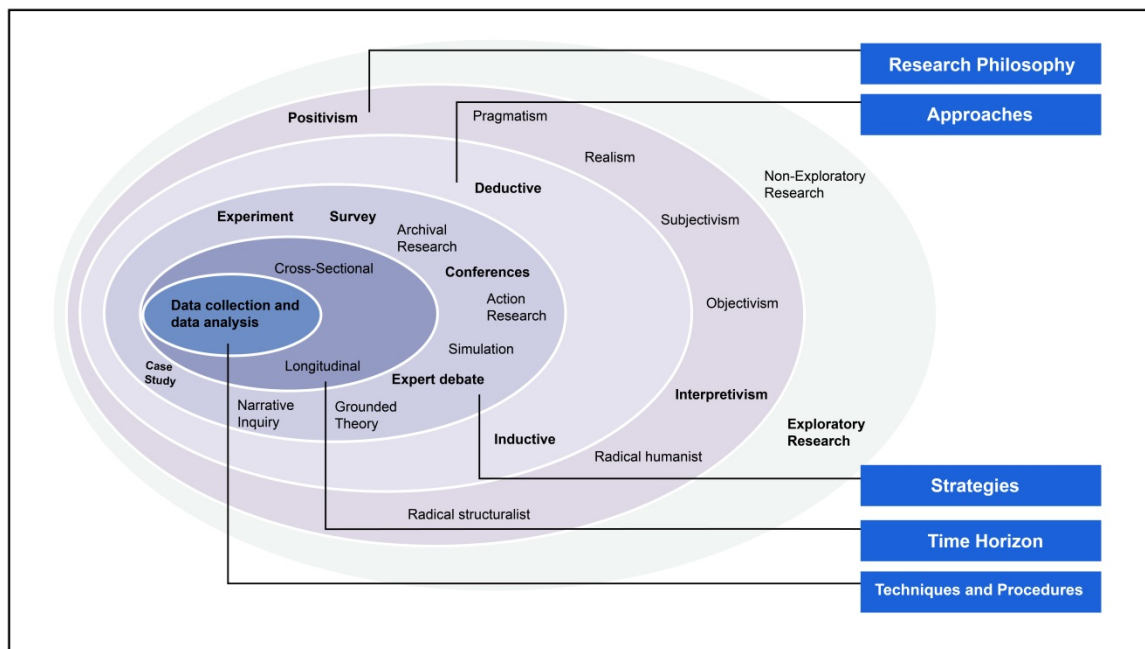 Research Philosophy
Approaches
Positivism
Pragmatism
Realism
Non-Exploratory
Research
Deductive
Subjectivism
Experiment
Survey
Archival
Research
Cross-Sectional
Conferences
Data collection and
data analysis
Action
Research
Objectivism
Simulation
Case
Study
Longitudinal
Expert debate
Interpretivism
Narrative
Inquiry
Grounded
Theory
Exploratory
Research
Inductive
Radical humanist
Strategies
Radical structuralist
Time Horizon
Techniques and Procedures